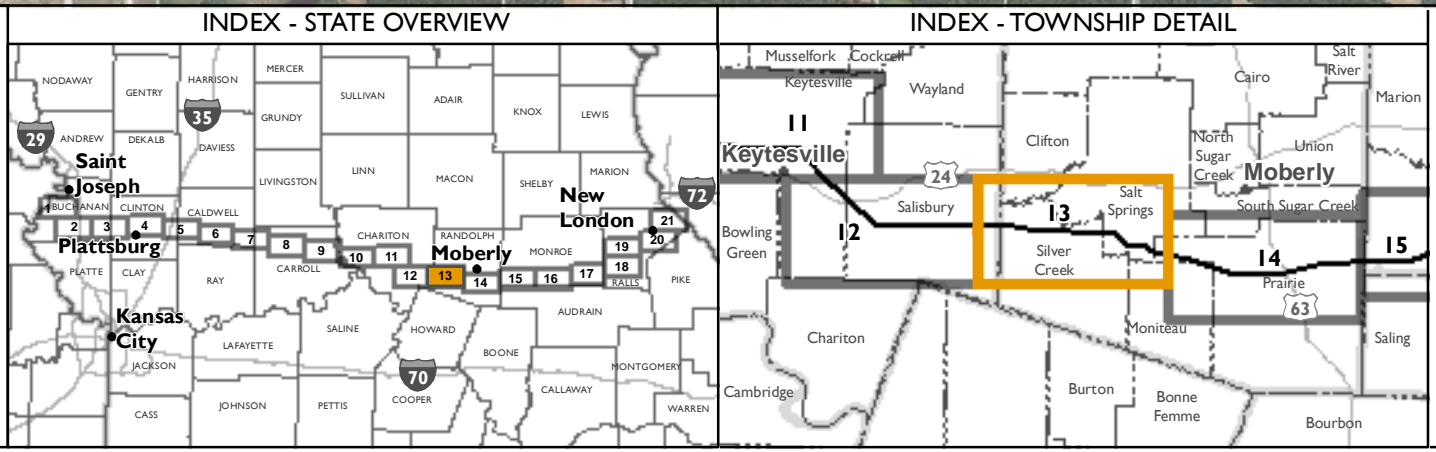 INDEX - STATE OVERVIEW
NODAWAY
GENTRY
HARRISON
MERCER
SULLIVAN
ADAIR
KNOX
LEWIS
35
29
ANDREW
DEKALB
DAVIESS
GRUNDY
LINN
MACON
SHELBY
MARION
Saint
Joseph
LIVINGSTON
New
London
72
1
BUCHANAN
CLINTON
CALDWELL
2
3
4
5
6
7
8
9
10
11
12
13
14
15
16
17
18
19
20
21
Plattsburg
CHARITON
RANDOLPH
Moberly
MONROE
RALLS
PIKE
PLATTE
CLAY
RAY
CARROLL
AUDRAIN
Kansas
City
SALINE
HOWARD
LAFAYETTE
BOONE
JACKSON
70
MONTGOMERY
CALLAWAY
CASS
JOHNSON
PETTIS
COOPER
WARREN
INDEX - TOWNSHIP DETAIL
Musselfork
Cockrell
Keytesville
Wayland
Cairo
Salt
River
Marion
11
Keytesville
Clifton
North
Sugar
Creek
Union
Moberly
24
Salisbury
Salt
Springs
South Sugar Creek
Bowling
Green
12
13
Silver
Creek
14
15
Prairie
63
Chariton
Moniteau
Saling
Cambridge
Burton
Bonne
Femme
Bourbon